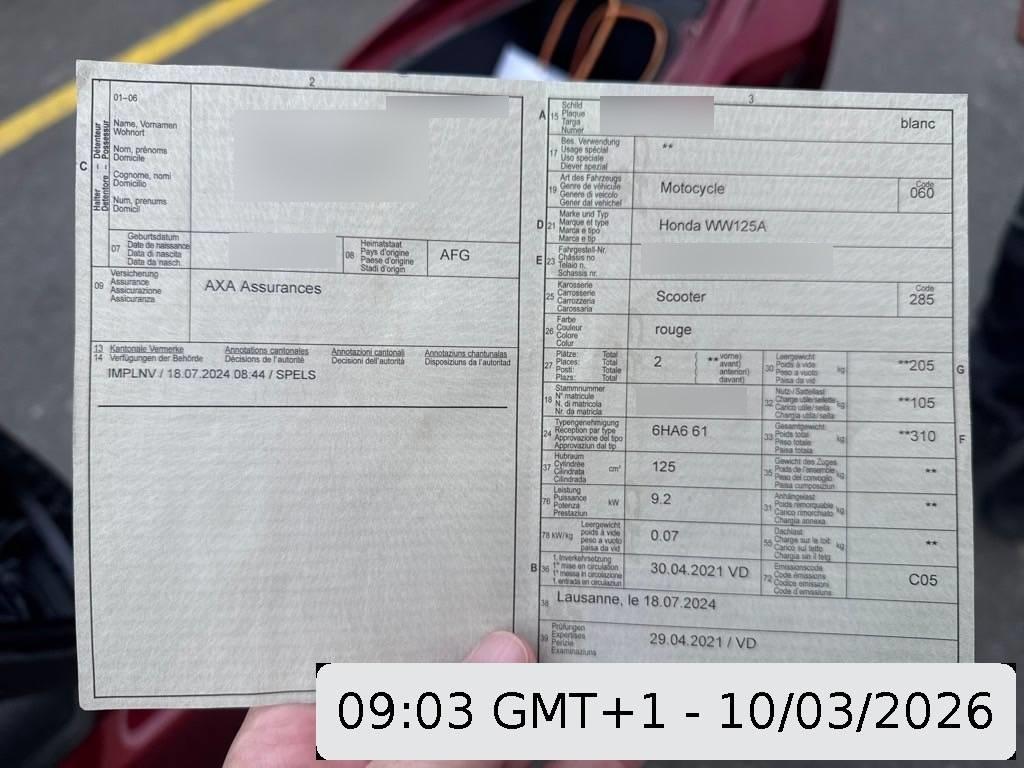 2
01–06
C
Halter – Détenteur
Detentore – Possessur
Name, Vornamen
Wohnort
Nom, prénoms
Domicile
Cognome, nomi
Domicilio
Num, prenums
Domicil
07
Geburtsdatum
Date de naissance
Data di nascita
Data da nasch.
08
Heimatstaat
Pays d'origine
Paese d'origine
Stadi d'origin
AFG
09
Versicherung
Assurance
Assicurazione
Assicuranza
AXA Assurances
13
14
Kantonale Vermerke
Verfügungen der Behörde
Annotations cantonales
Décisions de l'autorité
Annotazioni cantonali
Decisioni dell'autorità
Annotaziuns chantunalas
Disposiziuns da l'autoritad
IMPLNV / 18.07.2024 08:44 / SPELS
3
A 15
Schild
Plaque
Targa
Numer
blanc
17
Bes. Verwendung
Usage spécial
Uso speciale
Diever spezial
**
19
Art des Fahrzeugs
Genre de véhicule
Genere di veicolo
Gener dal vehichel
Motocycle
Code
060
D 21
Marke und Typ
Marque et type
Marca e tipo
Marca e tip
Honda WW125A
E 23
Fahrgestell-Nr.
Châssis no
Telaio n.
Schassis nr.
25
Karosserie
Carrosserie
Carrozzeria
Carossaria
Scooter
Code
285
26
Farbe
Couleur
Colore
Colur
rouge
27
Plätze: Total
Places: Total
Posti: Totale
Plazs: Total
2
( ** vorne)
avant)
anteriori)
davant)
30
Leergewicht
Poids à vide
Peso a vuoto
Paisa da vid
kg
**205
G
18
Stammnummer
N° matricule
N. di matricola
Nr. da matricla
32
Nutz-/Sattellast
Charge utile/sellette
Carico utile/sella
Chargia utila/sella
kg
**105
24
Typengenehmigung
Réception par type
Approvazione del tipo
Approvaziun dal tip
6HA6 61
33
Gesamtgewicht
Poids total
Peso totale
Paisa totala
kg
**310
F
37
Hubraum
Cylindrée
Cilindrata
Cilindrada
cm³
125
35
Gewicht des Zuges
Poids de l'ensemble
Peso del convoglio
Paisa cumposiziun
kg
**
76
Leistung
Puissance
Potenza
Prestaziun
kW
9.2
31
Anhängelast
Poids remorquable
Carico rimorchiato
Chargia annexa
kg
**
78 kW/kg
Leergewicht
poids à vide
peso a vuoto
paisa da vid
0.07
55
Dachlast
Charge sur le toit
Carico sul tetto
Chargia sin il tetg
kg
**
B 36
1. Inverkehrsetzung
1re mise en circulation
1a messa in circolazione
1. entrada en circulaziun
30.04.2021 VD
72
Emissionscode
Code émissions
Codice emissioni
Code d'emissiuns
C05
38
Lausanne, le 18.07.2024
39
Prüfungen
Expertises
Perizie
Examinaziuns
29.04.2021 / VD
09:03 GMT+1 - 10/03/2026